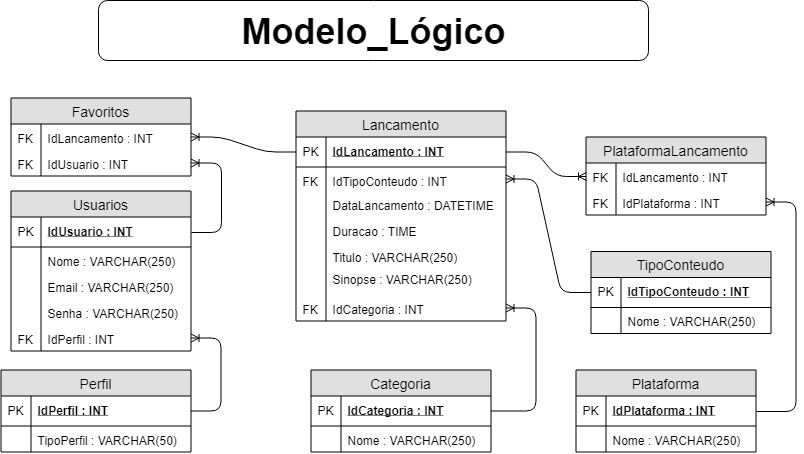 Modelo_Lógico
Favoritos
FK IdLancamento : INT
FK IdUsuario : INT
Usuarios
PK IdUsuario : INT
Nome : VARCHAR(250)
Email : VARCHAR(250)
Senha : VARCHAR(250)
FK IdPerfil : INT
Perfil
PK IdPerfil : INT
TipoPerfil : VARCHAR(50)
Lancamento
PK IdLancamento : INT
FK IdTipoConteudo : INT
DataLancamento : DATETIME
Duracao : TIME
Titulo : VARCHAR(250)
Sinopse : VARCHAR(250)
FK IdCategoria : INT
Categoria
PK IdCategoria : INT
Nome : VARCHAR(250)
PlataformaLancamento
FK IdLancamento : INT
FK IdPlataforma : INT
TipoConteudo
PK IdTipoConteudo : INT
Nome : VARCHAR(250)
Plataforma
PK IdPlataforma : INT
Nome : VARCHAR(250)